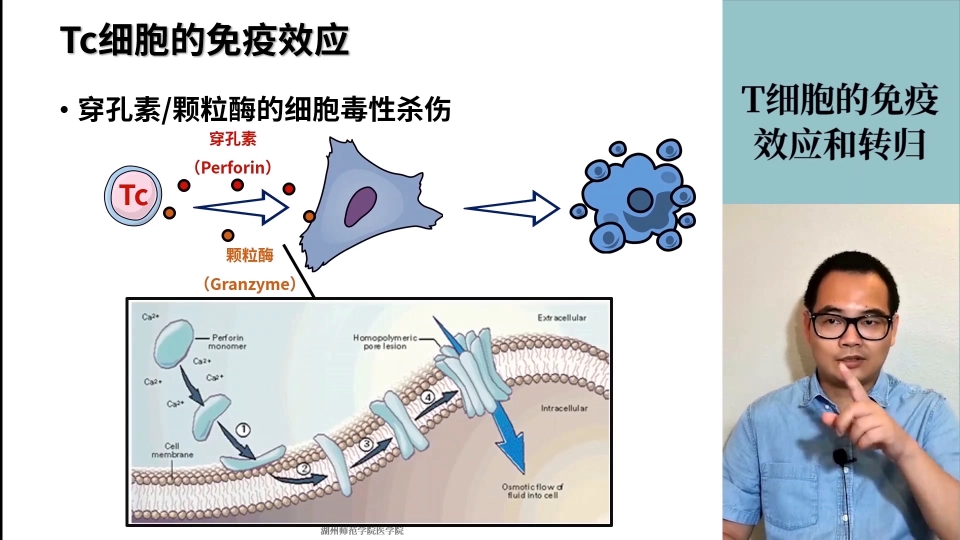 Tc细胞的免疫效应
• 穿孔素/颗粒酶的细胞毒性杀伤
穿孔素
（Perforin）
Tc
颗粒酶
（Granzyme）
Ca2+
Perforin
monomer
Ca2+
Ca2+
Ca2+
Ca2+
Cell
membrane
1
2
3
4
Homopolymeric
pore lesion
Extracellular
Intracellular
Osmotic flow of
fluid into cell
湖州师范学院医学院
T细胞的免疫
效应和转归